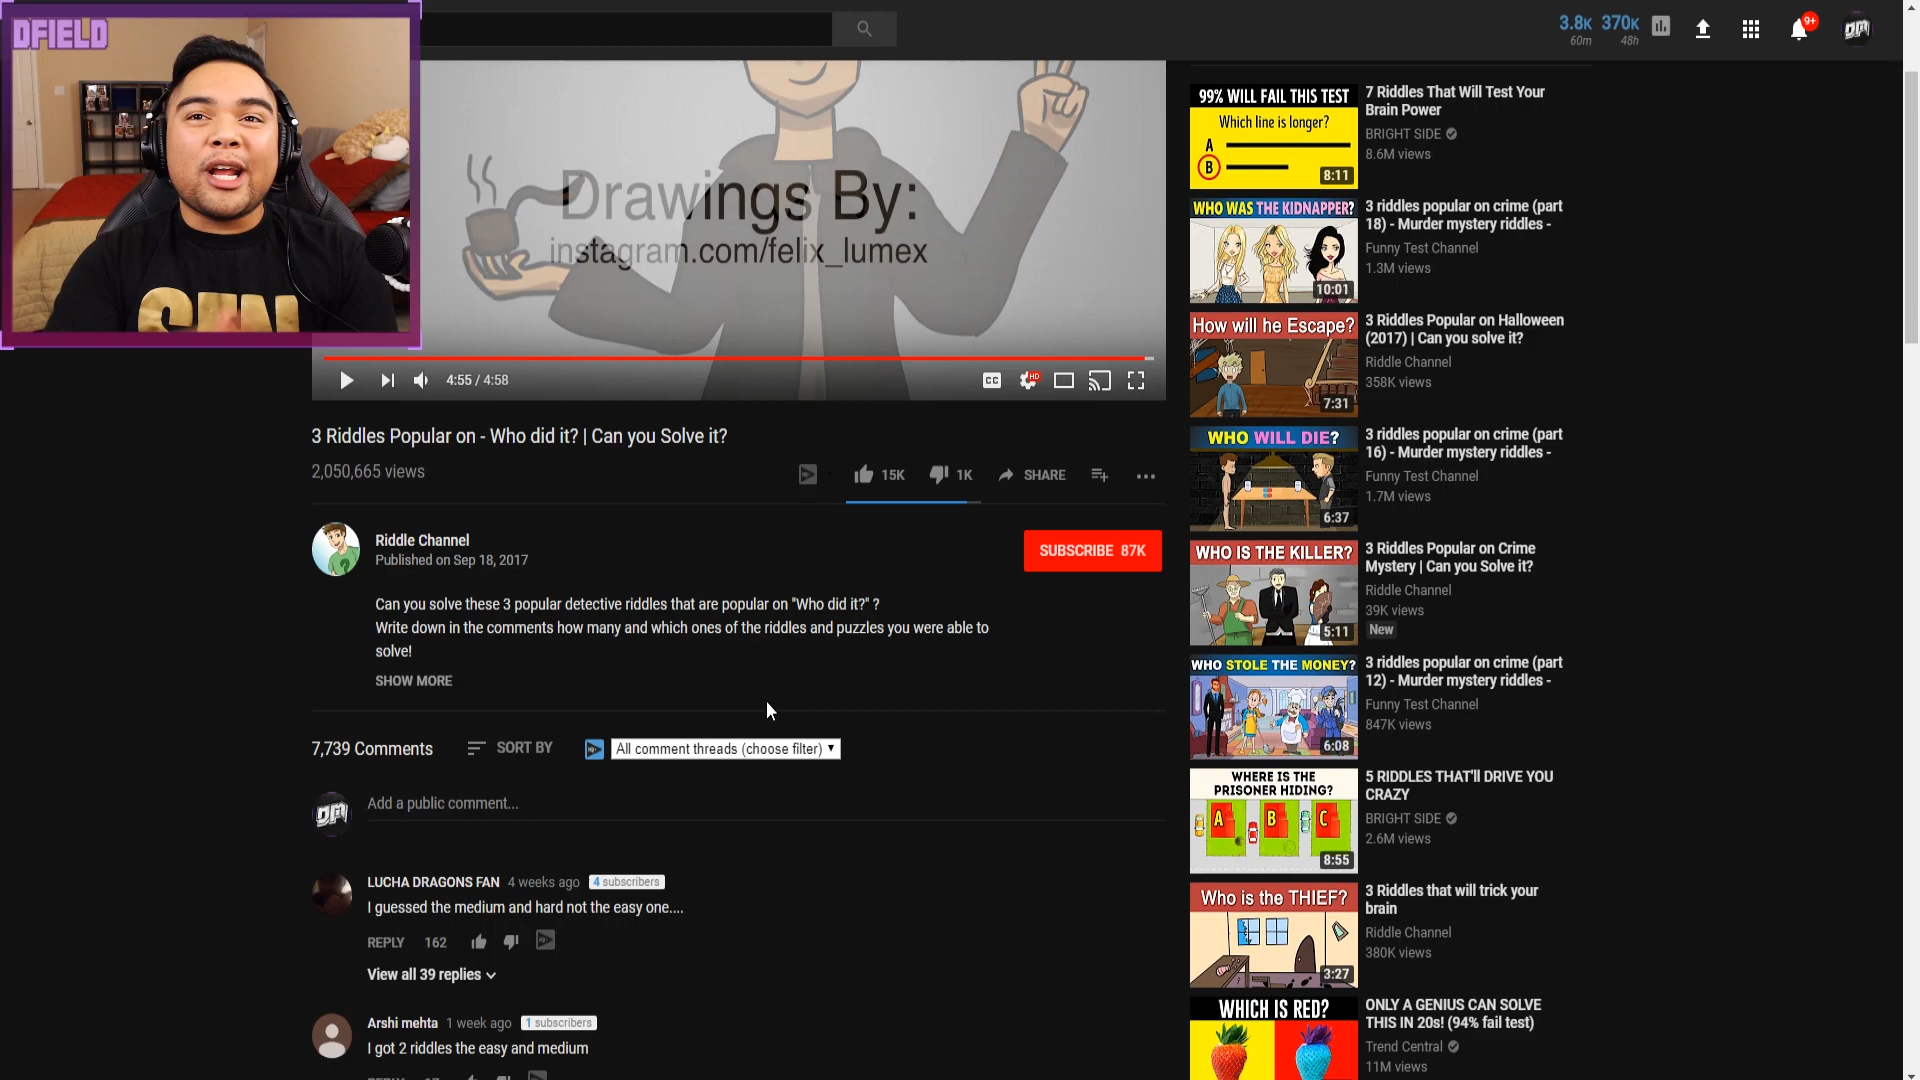 DFIELD
3.8K 370K
60m 48h
9+
Drawings By:
instagram.com/felix_lumex
4:55 / 4:58
CC
HD
3 Riddles Popular on - Who did it? | Can you Solve it?
2,050,665 views
15K
1K
SHARE
Riddle Channel
Published on Sep 18, 2017
SUBSCRIBE 87K
Can you solve these 3 popular detective riddles that are popular on "Who did it?" ?
Write down in the comments how many and which ones of the riddles and puzzles you were able to
solve!
SHOW MORE
7,739 Comments
SORT BY
All comment threads (choose filter)
Add a public comment...
LUCHA DRAGONS FAN 4 weeks ago 4 subscribers
I guessed the medium and hard not the easy one....
REPLY 162
View all 39 replies
Arshi mehta 1 week ago 1 subscribers
I got 2 riddles the easy and medium
99% WILL FAIL THIS TEST
Which line is longer?
A
B
8:11
7 Riddles That Will Test Your
Brain Power
BRIGHT SIDE
8.6M views
WHO WAS THE KIDNAPPER?
10:01
3 riddles popular on crime (part
18) - Murder mystery riddles -
Funny Test Channel
1.3M views
How will he Escape?
7:31
3 Riddles Popular on Halloween
(2017) | Can you solve it?
Riddle Channel
358K views
WHO WILL DIE?
6:37
3 riddles popular on crime (part
16) - Murder mystery riddles -
Funny Test Channel
1.7M views
WHO IS THE KILLER?
5:11
3 Riddles Popular on Crime
Mystery | Can you Solve it?
Riddle Channel
39K views
New
WHO STOLE THE MONEY?
6:08
3 riddles popular on crime (part
12) - Murder mystery riddles -
Funny Test Channel
847K views
WHERE IS THE
PRISONER HIDING?
A B C
8:55
5 RIDDLES THAT'll DRIVE YOU
CRAZY
BRIGHT SIDE
2.6M views
Who is the THIEF?
3:27
3 Riddles that will trick your
brain
Riddle Channel
380K views
WHICH IS RED?
ONLY A GENIUS CAN SOLVE
THIS IN 20s! (94% fail test)
Trend Central
11M views